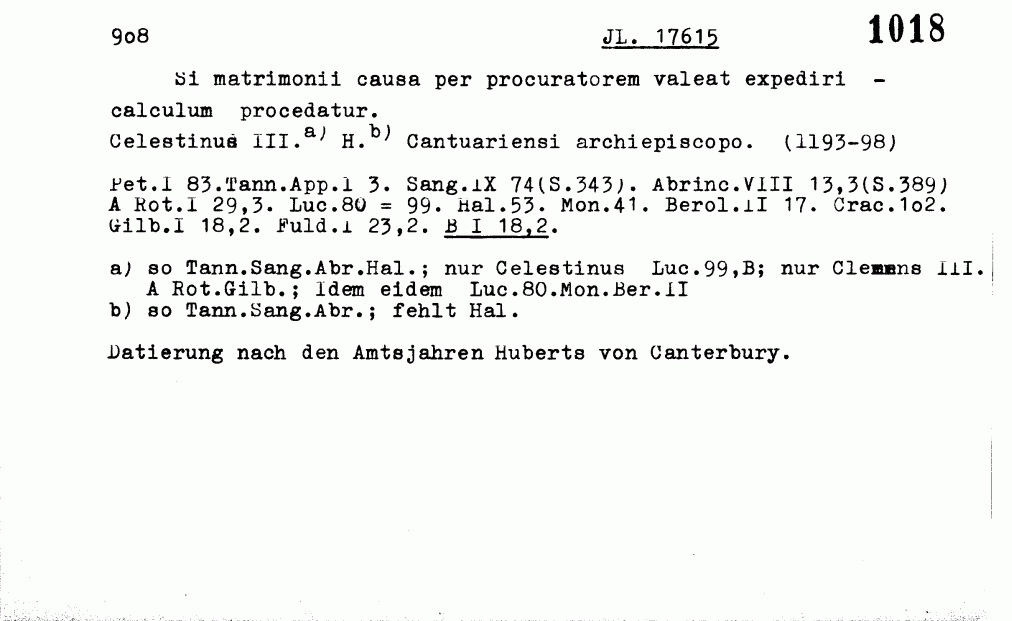 9o8 JL. 17615 1018
Si matrimonii causa per procuratorem valeat expediri -
calculum procedatur.
Celestinus III.a) H.b) Cantuariensi archiepiscopo. (1193-98)
Pet.I 83.Tann.App.1 3. Sang.IX 74(S.343). Abrinc.VIII 13,3(S.389)
A Rot.I 29,3. Luc.80 = 99. Hal.53. Mon.41. Berol.II 17. Crac.1o2.
Gilb.I 18,2. Fuld.I 23,2. B I 18,2.
a) so Tann.Sang.Abr.Hal.; nur Celestinus Luc.99,B; nur Clemens III.
A Rot.Gilb.; Idem eidem Luc.80.Mon.Ber.II
b) so Tann.Sang.Abr.; fehlt Hal.
Datierung nach den Amtsjahren Huberts von Canterbury.